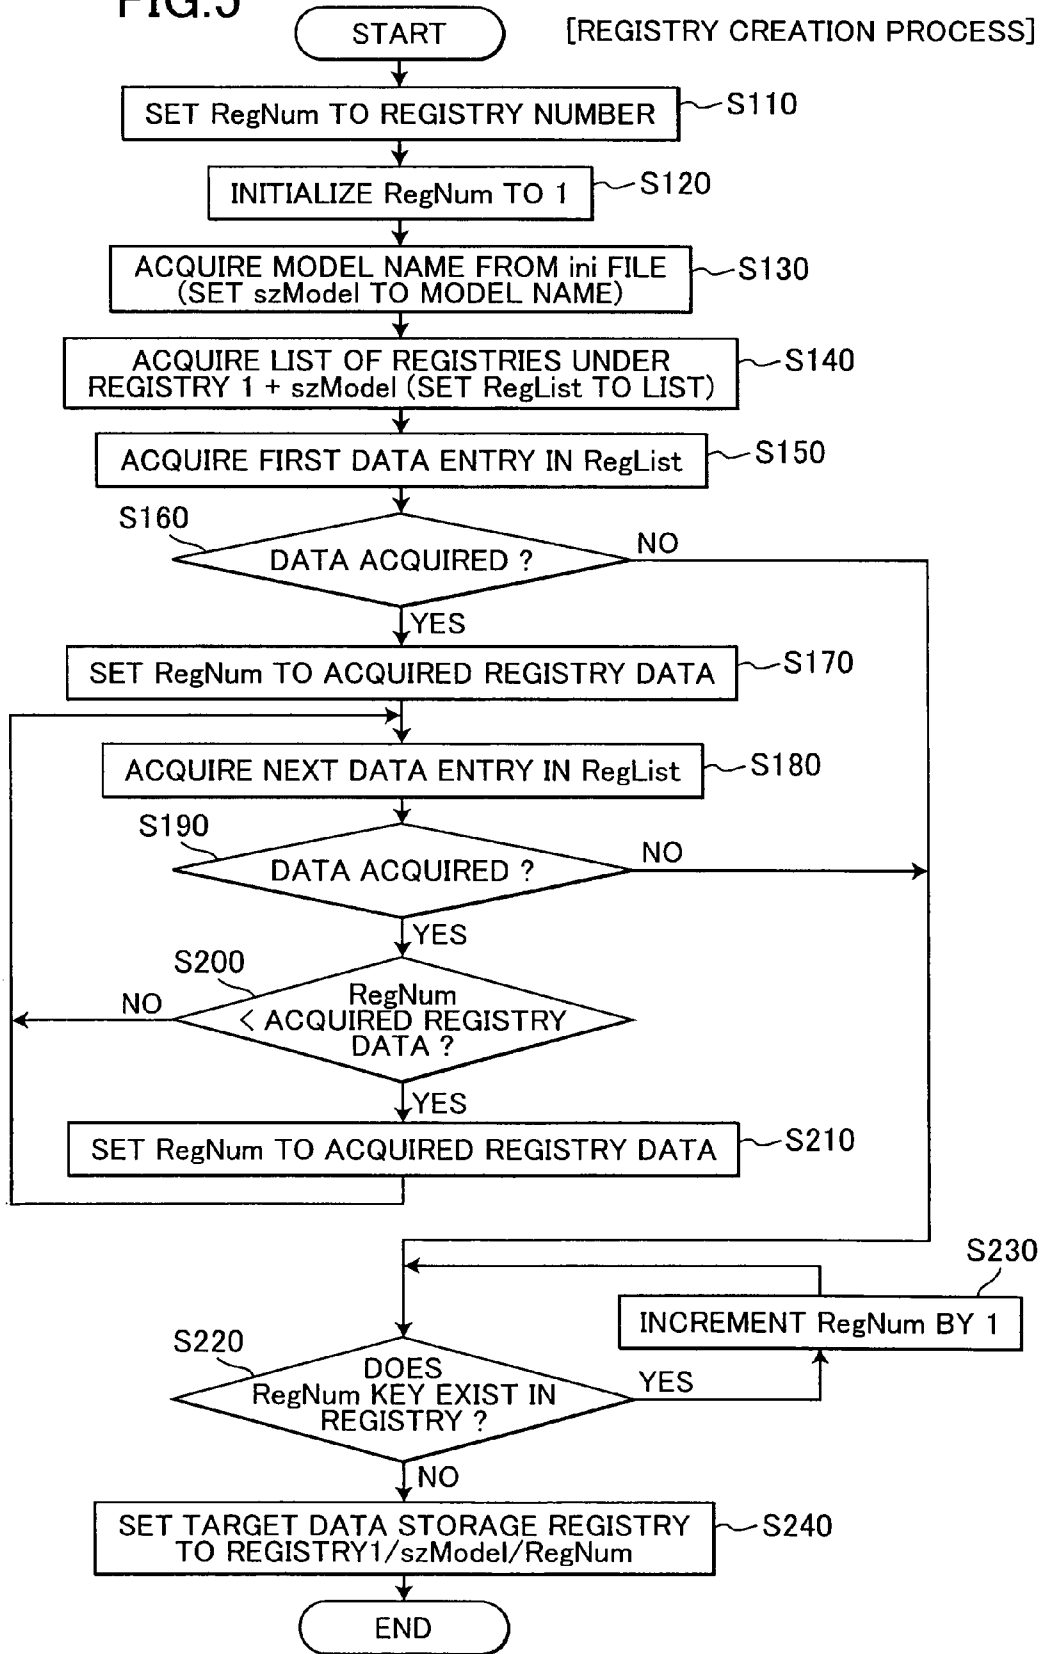 FIG.5
[REGISTRY CREATION PROCESS]
START
SET RegNum TO REGISTRY NUMBER
S110
INITIALIZE RegNum TO 1
S120
ACQUIRE MODEL NAME FROM ini FILE
(SET szModel TO MODEL NAME)
S130
ACQUIRE LIST OF REGISTRIES UNDER
REGISTRY 1 + szModel (SET RegList TO LIST)
S140
ACQUIRE FIRST DATA ENTRY IN RegList
S150
S160
DATA ACQUIRED ?
NO
YES
SET RegNum TO ACQUIRED REGISTRY DATA
S170
ACQUIRE NEXT DATA ENTRY IN RegList
S180
S190
DATA ACQUIRED ?
NO
YES
S200
RegNum
< ACQUIRED REGISTRY
DATA ?
NO
YES
SET RegNum TO ACQUIRED REGISTRY DATA
S210
S230
INCREMENT RegNum BY 1
S220
DOES
RegNum KEY EXIST IN
REGISTRY ?
YES
NO
SET TARGET DATA STORAGE REGISTRY
TO REGISTRY1/szModel/RegNum
S240
END